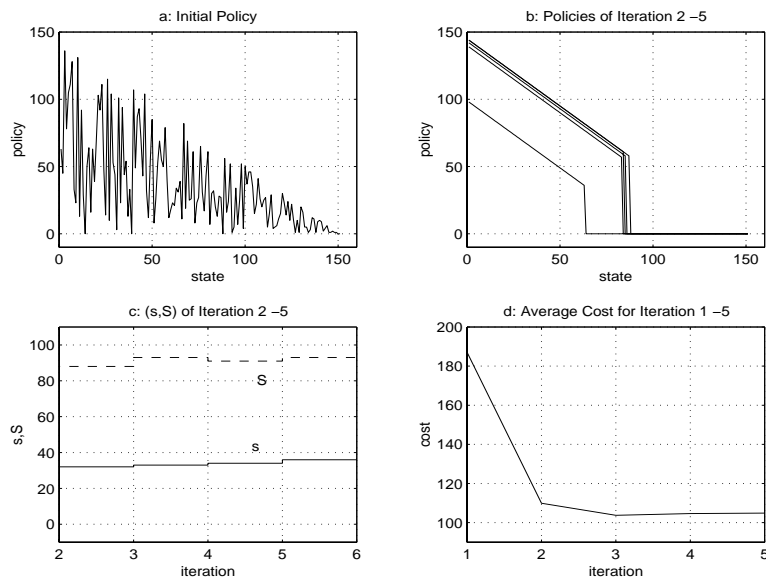 a: Initial Policy
150
100
50
0
policy
0
50
100
150
state
b: Policies of Iteration 2 −5
150
100
50
0
policy
0
50
100
150
state
c: (s,S) of Iteration 2 −5
100
80
60
40
20
0
s,S
S
s
2
3
4
5
6
iteration
d: Average Cost for Iteration 1 −5
200
180
160
140
120
100
cost
1
2
3
4
5
iteration